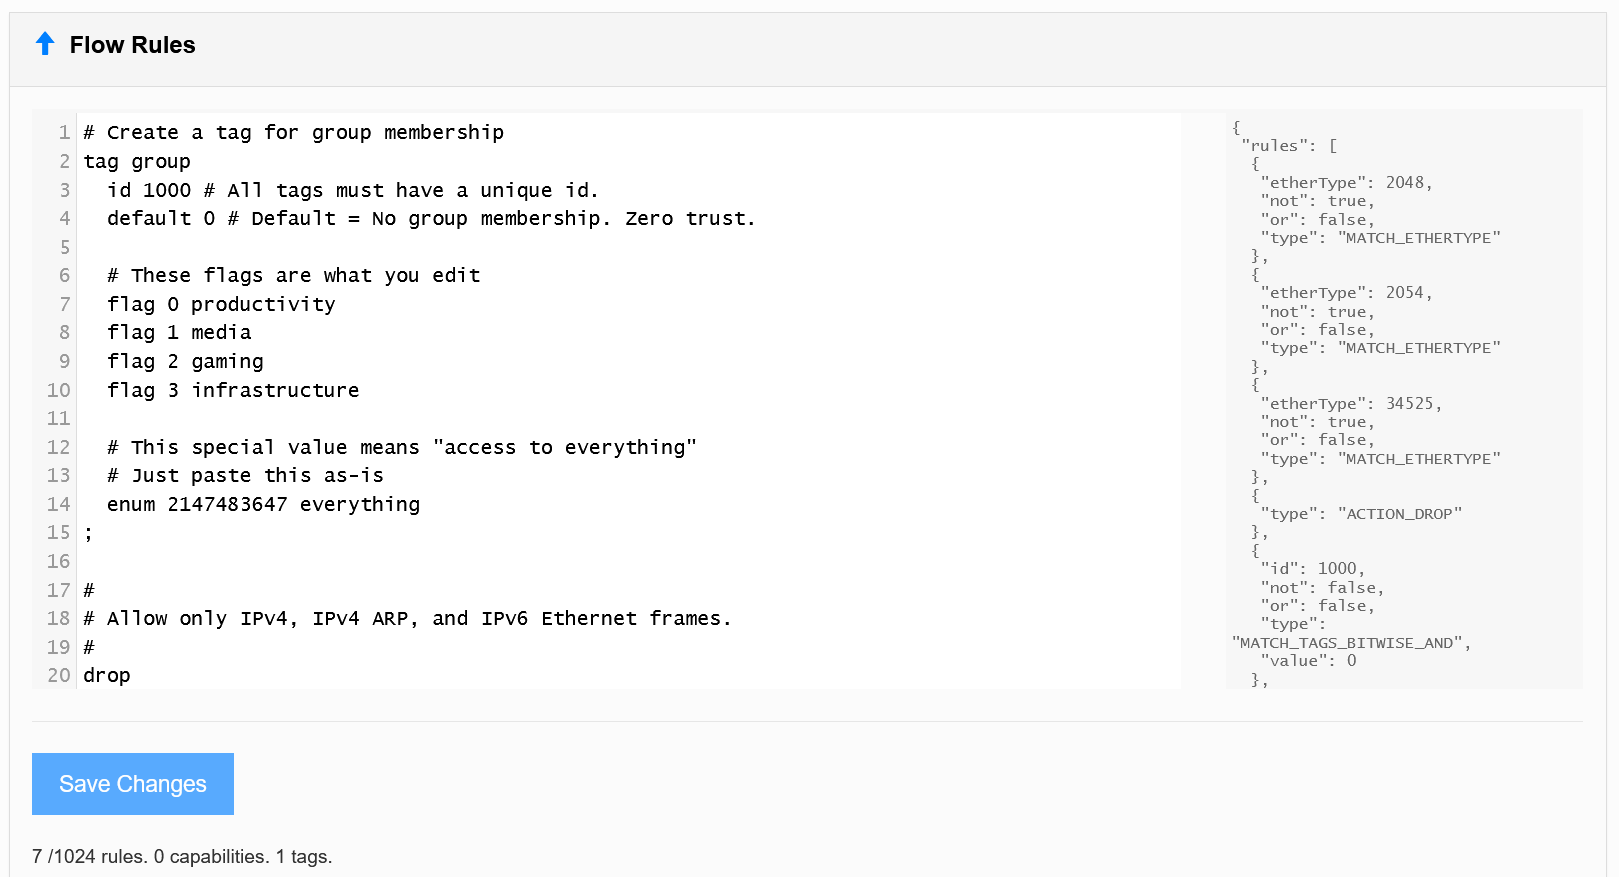 Flow Rules
1 # Create a tag for group membership
2 tag group
3 id 1000 # All tags must have a unique id.
4 default 0 # Default = No group membership. Zero trust.
5
6 # These flags are what you edit
7 flag 0 productivity
8 flag 1 media
9 flag 2 gaming
10 flag 3 infrastructure
11
12 # This special value means "access to everything"
13 # Just paste this as-is
14 enum 2147483647 everything
15 ;
16
17 #
18 # Allow only IPv4, IPv4 ARP, and IPv6 Ethernet frames.
19 #
20 drop
{
"rules": [
{
"etherType": 2048,
"not": true,
"or": false,
"type": "MATCH_ETHERTYPE"
},
{
"etherType": 2054,
"not": true,
"or": false,
"type": "MATCH_ETHERTYPE"
},
{
"etherType": 34525,
"not": true,
"or": false,
"type": "MATCH_ETHERTYPE"
},
{
"type": "ACTION_DROP"
},
{
"id": 1000,
"not": false,
"or": false,
"type":
"MATCH_TAGS_BITWISE_AND",
"value": 0
},
Save Changes
7 /1024 rules. 0 capabilities. 1 tags.